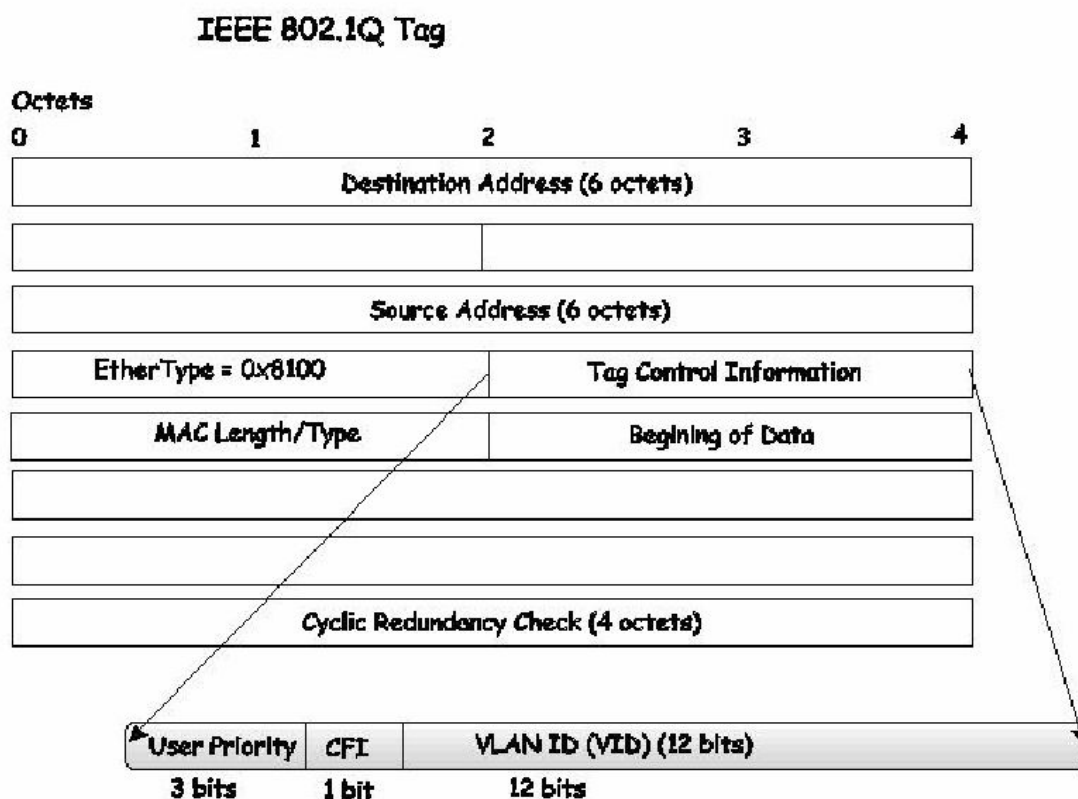 IEEE 802.1Q Tag
Octets
0 1 2 3 4
Destination Address (6 octets)
Source Address (6 octets)
EtherType = 0x8100 Tag Control Information
MAC Length/Type Begining of Data
Cyclic Redundancy Check (4 octets)
User Priority CFI VLAN ID (VID) (12 bits)
3 bits 1 bit 12 bits